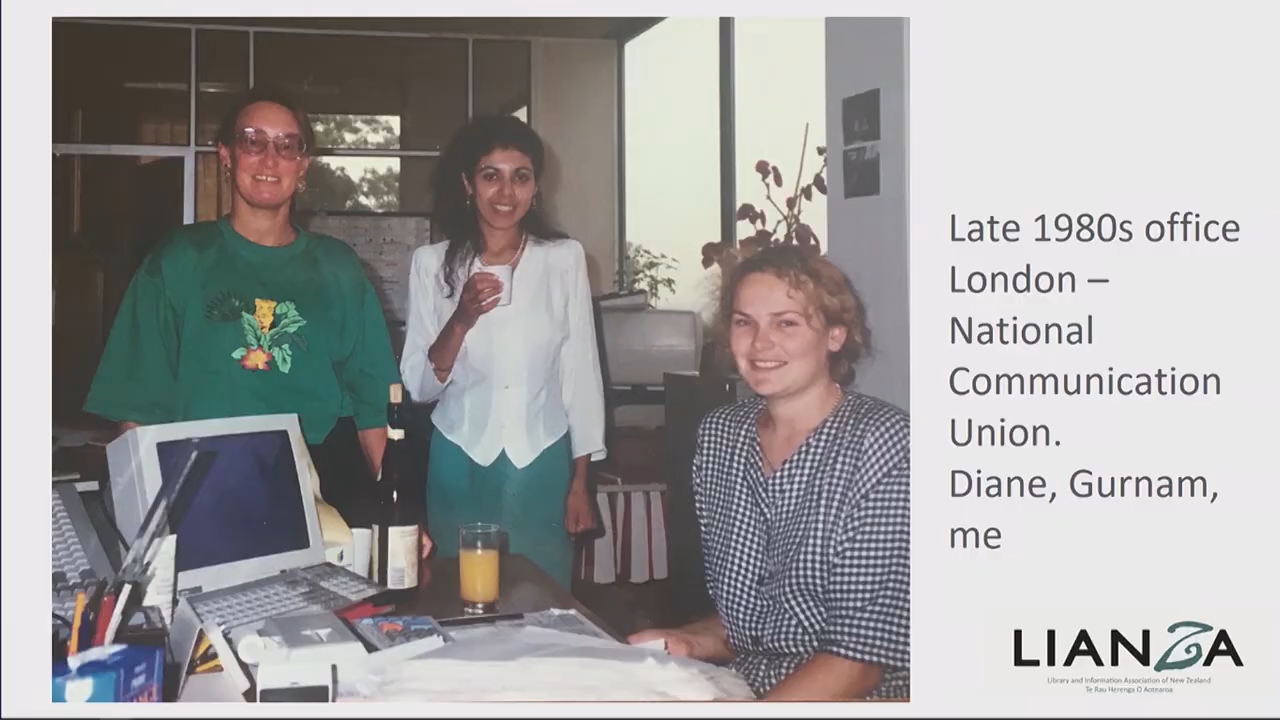 Late 1980s office
London –
National
Communication
Union.
Diane, Gurnam,
me
LIANZA
Library and Information Association of New Zealand
Te Rau Herenga O Aotearoa